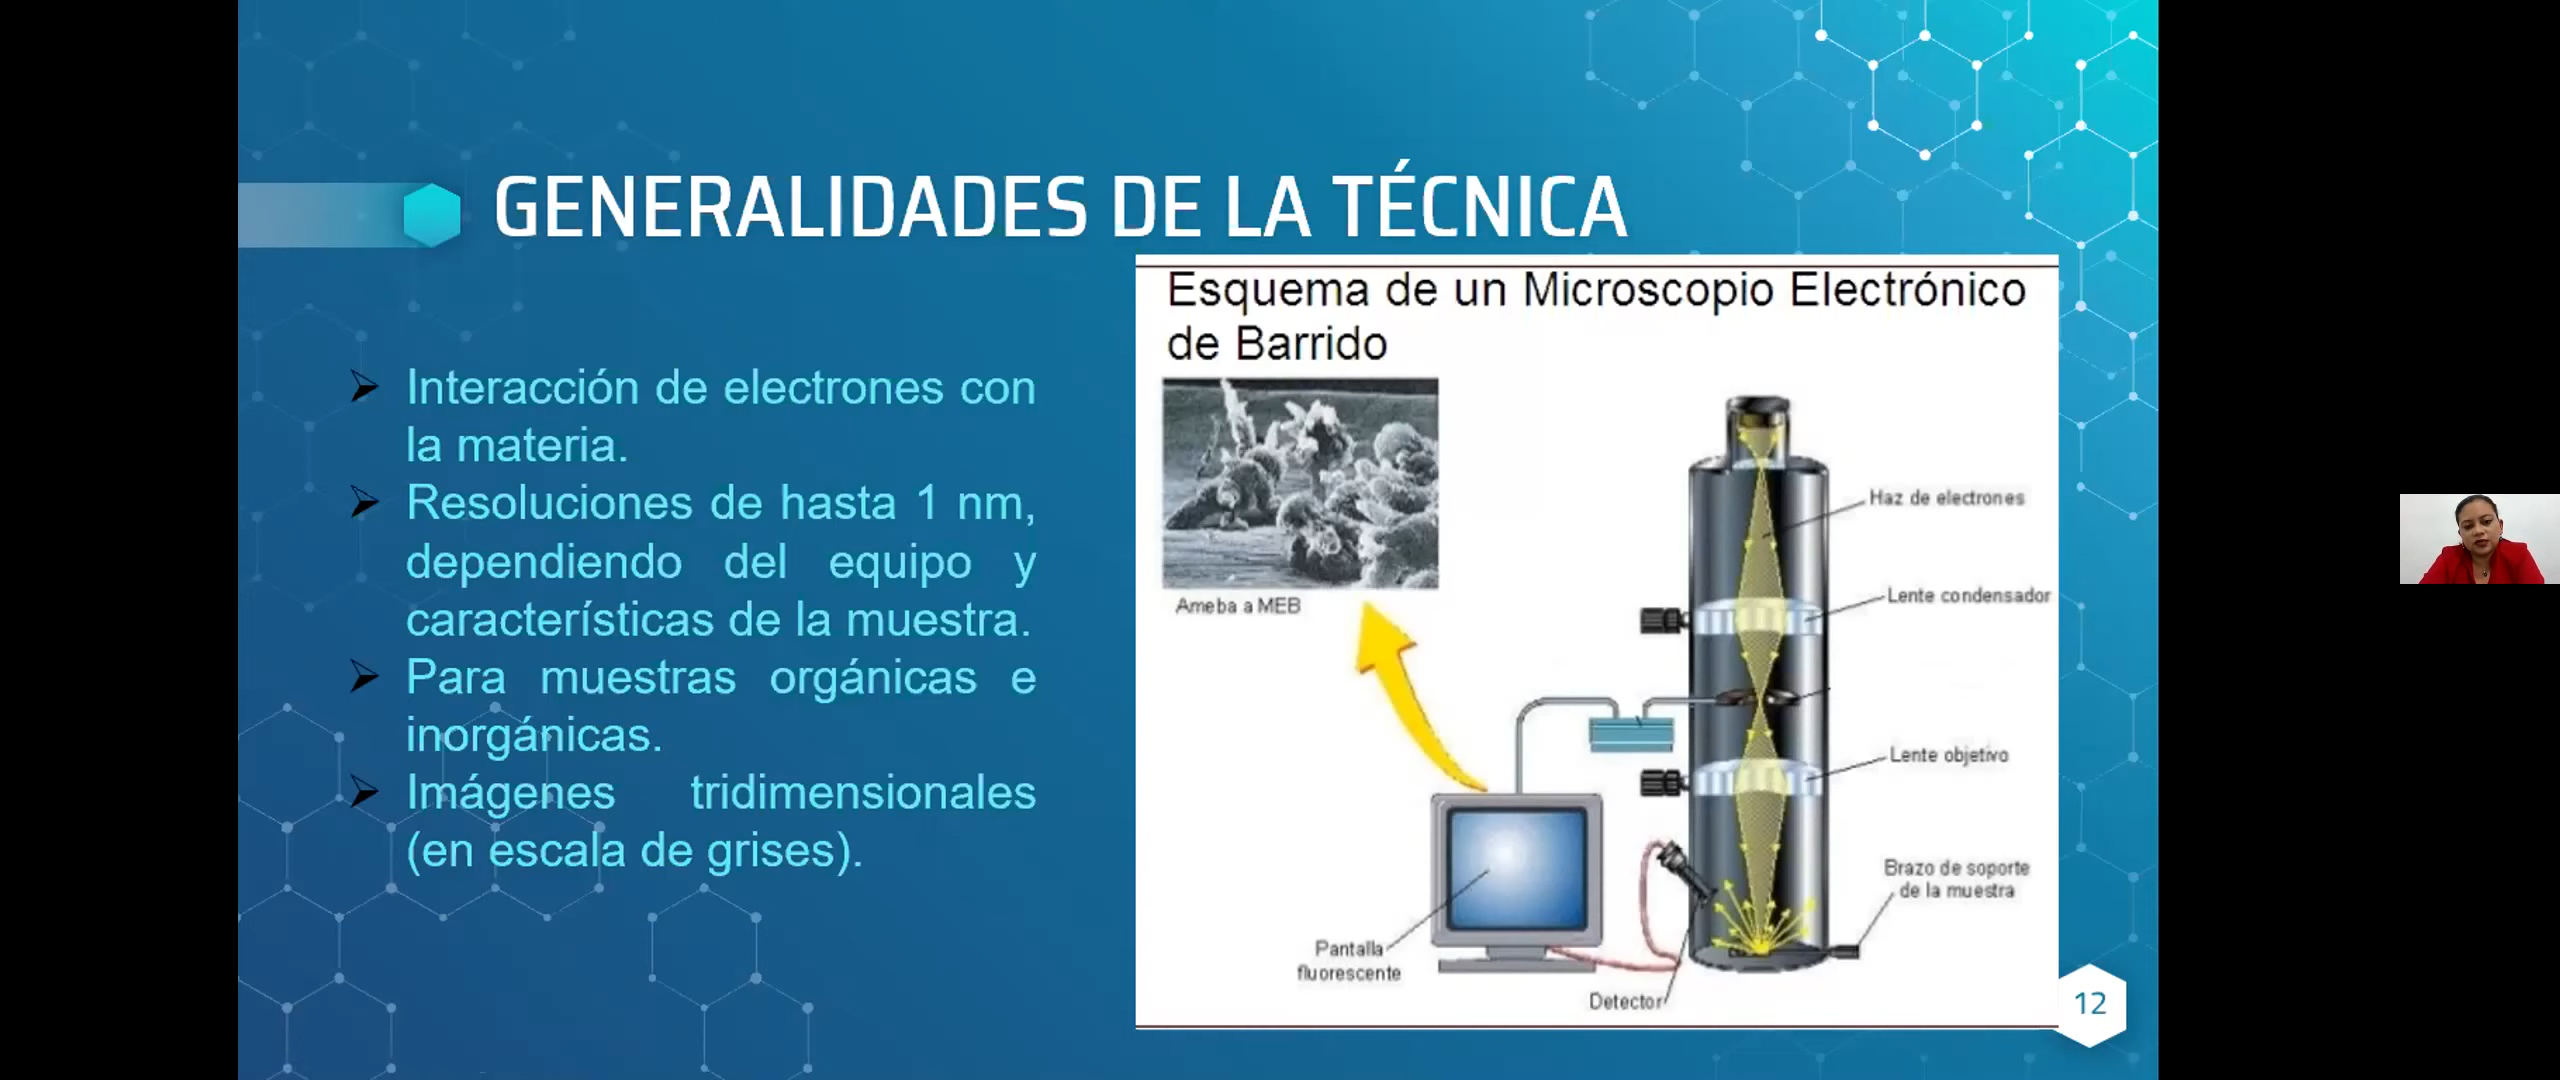 GENERALIDADES DE LA TÉCNICA
Interacción de electrones con
la materia.
Resoluciones de hasta 1 nm,
dependiendo del equipo y
características de la muestra.
Para muestras orgánicas e
inorgánicas.
Imágenes tridimensionales
(en escala de grises).
Esquema de un Microscopio Electrónico
de Barrido
Ameba a MEB
Haz de electrones
Lente condensador
Lente objetivo
Brazo de soporte
de la muestra
Pantalla
fluorescente
Detector
12